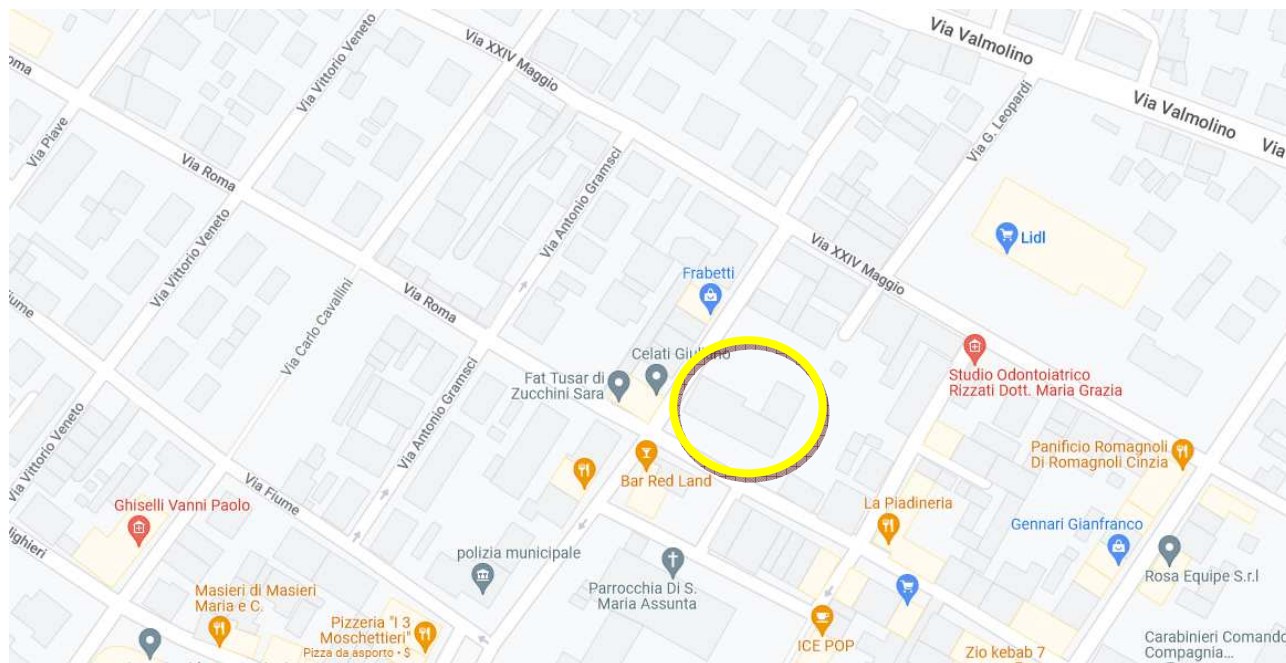 Via Vittorio Veneto
Via XXIV Maggio
Via Valmolino
oma
Via Piave
Via Roma
Via Antonio Gramsci
Via G. Leopardi
Via Valmolino
Via
Via Vittorio Veneto
Lidl
Via XXIV Maggio
Frabetti
Fiume
Via Carlo Cavallini
Via Roma
Celati Giuliano
Fat Tusar di
Zucchini Sara
Studio Odontoiatrico
Rizzati Dott. Maria Grazia
Via Vittorio Veneto
Via Antonio Gramsci
Panificio Romagnoli
Di Romagnoli Cinzia
Bar Red Land
Via Fiume
Ghiselli Vanni Paolo
La Piadineria
Gennari Gianfranco
lighieri
polizia municipale
Parrocchia Di S.
Maria Assunta
Rosa Equipe S.r.l
Masieri di Masieri
Maria e C.
Pizzeria "I 3
Moschettieri"
Pizza da asporto • $
ICE POP
Zio kebab 7
Carabinieri Comando
Compagnia...